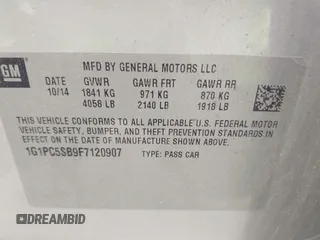 GM
MFD BY GENERAL MOTORS LLC
DATE GVWR GAWR FRT GAWR RR
10/14 1841 KG 971 KG 870 KG
4058 LB 2140 LB 1918 LB
THIS VEHICLE CONFORMS TO ALL APPLICABLE U.S. FEDERAL MOTOR
VEHICLE SAFETY, BUMPER, AND THEFT PREVENTION STANDARDS IN
EFFECT ON THE DATE OF MANUFACTURE SHOWN ABOVE.
1G1PC5SB9F7120907 TYPE: PASS CAR
1DREAMBID